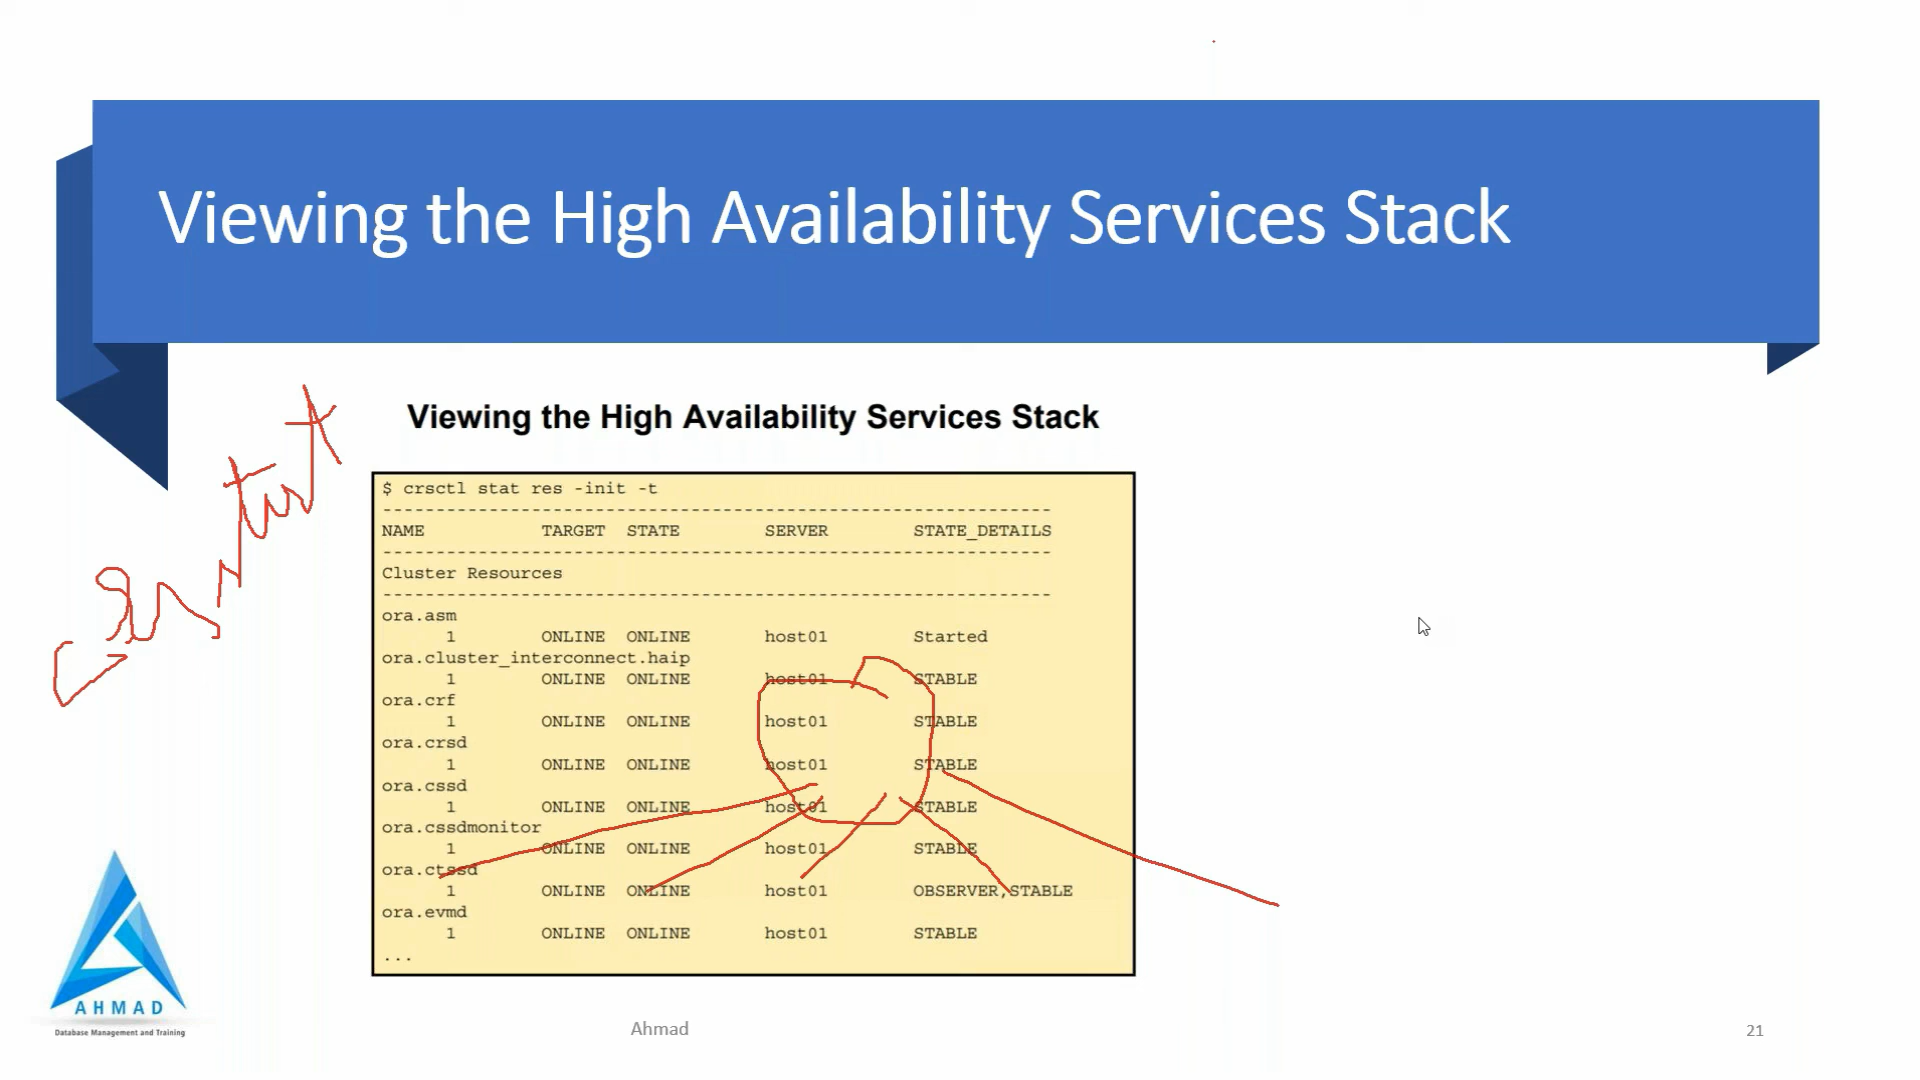 Viewing the High Availability Services Stack
Viewing the High Availability Services Stack
$ crsctl stat res -init -t
--------------------------------------------------------------
NAME TARGET STATE SERVER STATE_DETAILS
--------------------------------------------------------------
Cluster Resources
--------------------------------------------------------------
ora.asm
1 ONLINE ONLINE host01 Started
ora.cluster_interconnect.haip
1 ONLINE ONLINE host01 STABLE
ora.crf
1 ONLINE ONLINE host01 STABLE
ora.crsd
1 ONLINE ONLINE host01 STABLE
ora.cssd
1 ONLINE ONLINE host01 STABLE
ora.cssdmonitor
1 ONLINE ONLINE host01 STABLE
ora.ctssd
1 ONLINE ONLINE host01 OBSERVER,STABLE
ora.evmd
1 ONLINE ONLINE host01 STABLE
...
AHMAD
Database Management and Training
Ahmad
21